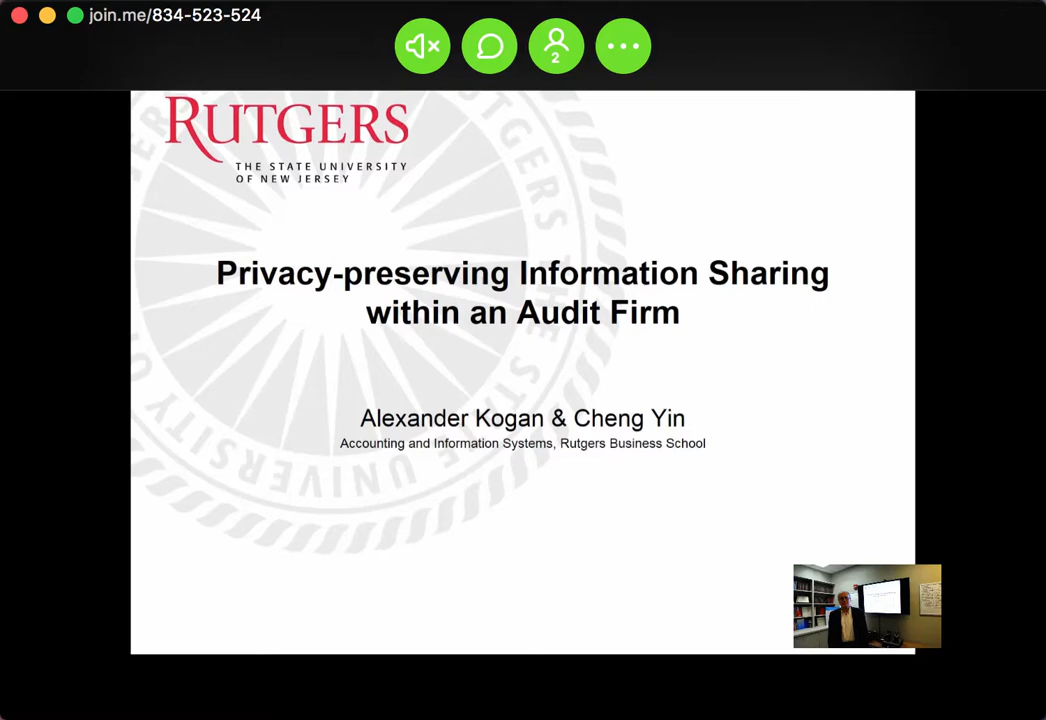 join.me/834-523-524
2
RUTGERS
THE STATE UNIVERSITY
OF NEW JERSEY
Privacy-preserving Information Sharing
within an Audit Firm
Alexander Kogan & Cheng Yin
Accounting and Information Systems, Rutgers Business School